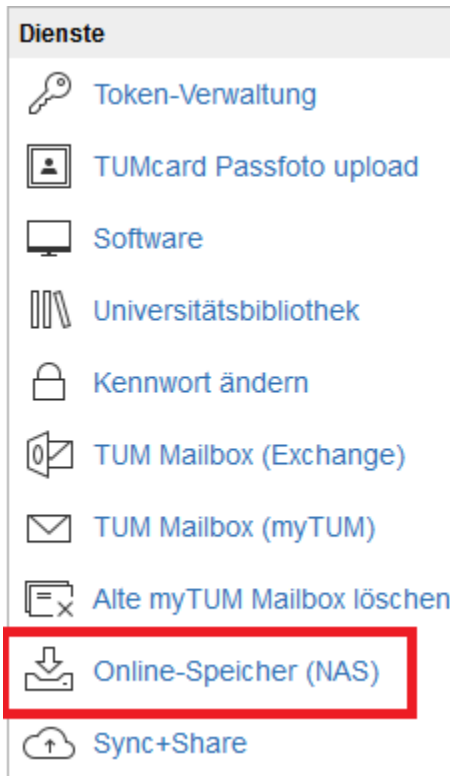 Dienste
Token-Verwaltung
TUMcard Passfoto upload
Software
Universitätsbibliothek
Kennwort ändern
TUM Mailbox (Exchange)
TUM Mailbox (myTUM)
Alte myTUM Mailbox löschen
Online-Speicher (NAS)
Sync+Share